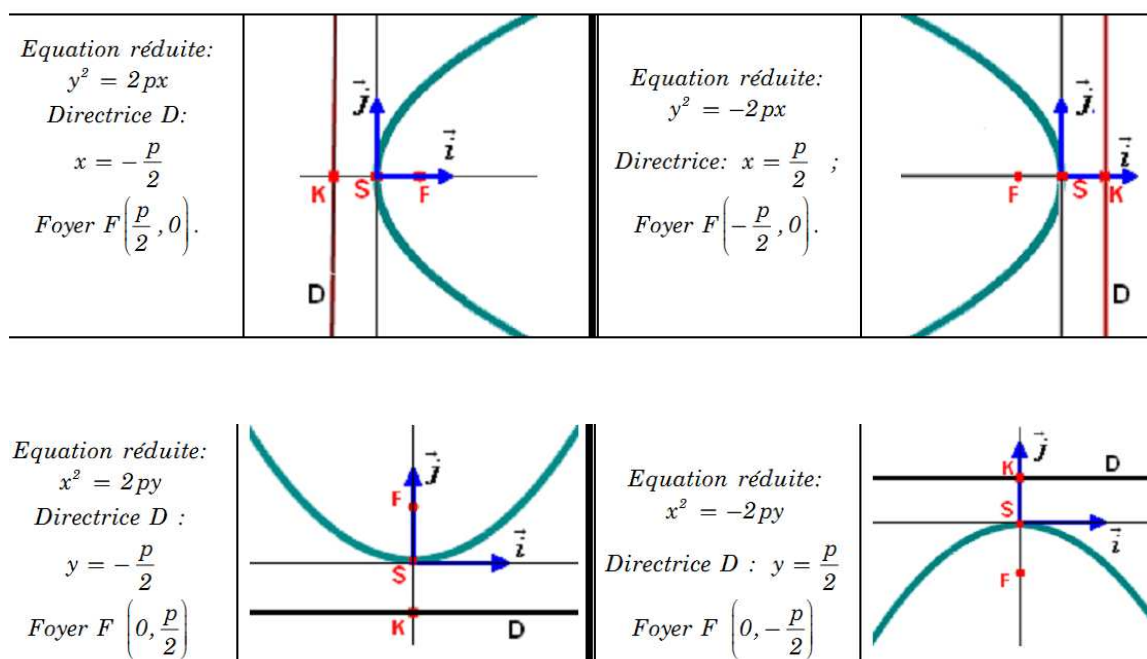 Equation réduite:
y² = 2px
Directrice D:
x = −p/2
Foyer F(p/2, 0).
j⃗
i⃗
K
S
F
D
Equation réduite:
y² = −2px
Directrice: x = p/2 ;
Foyer F(−p/2, 0).
j⃗
i⃗
F
S
K
D
Equation réduite:
x² = 2py
Directrice D :
y = −p/2
Foyer F (0, p/2)
j⃗
F
i⃗
S
K
D
Equation réduite:
x² = −2py
Directrice D : y = p/2
Foyer F (0, −p/2)
j⃗
K
D
S
i⃗
F